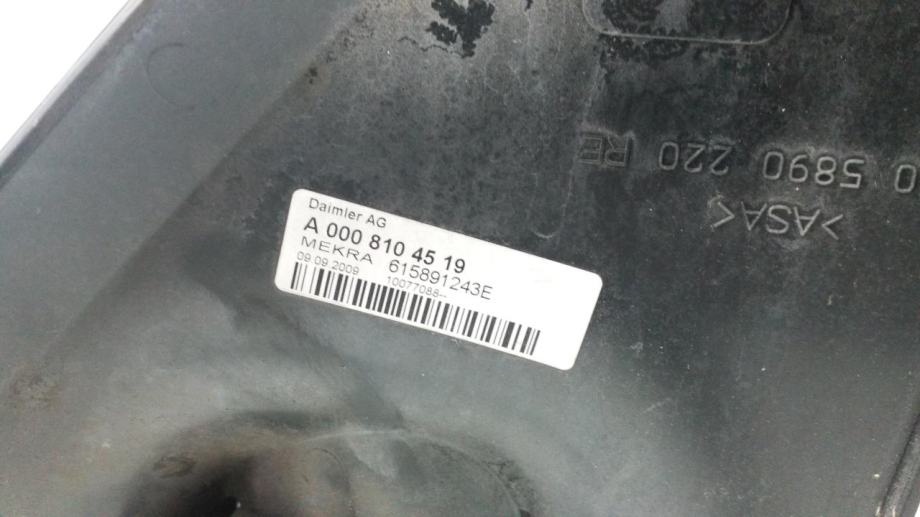 Daimler AG
A 000 810 45 19
MEKRA 615891243E
09.09.2009 10077088--
0 5890 220 RE
>ASA<